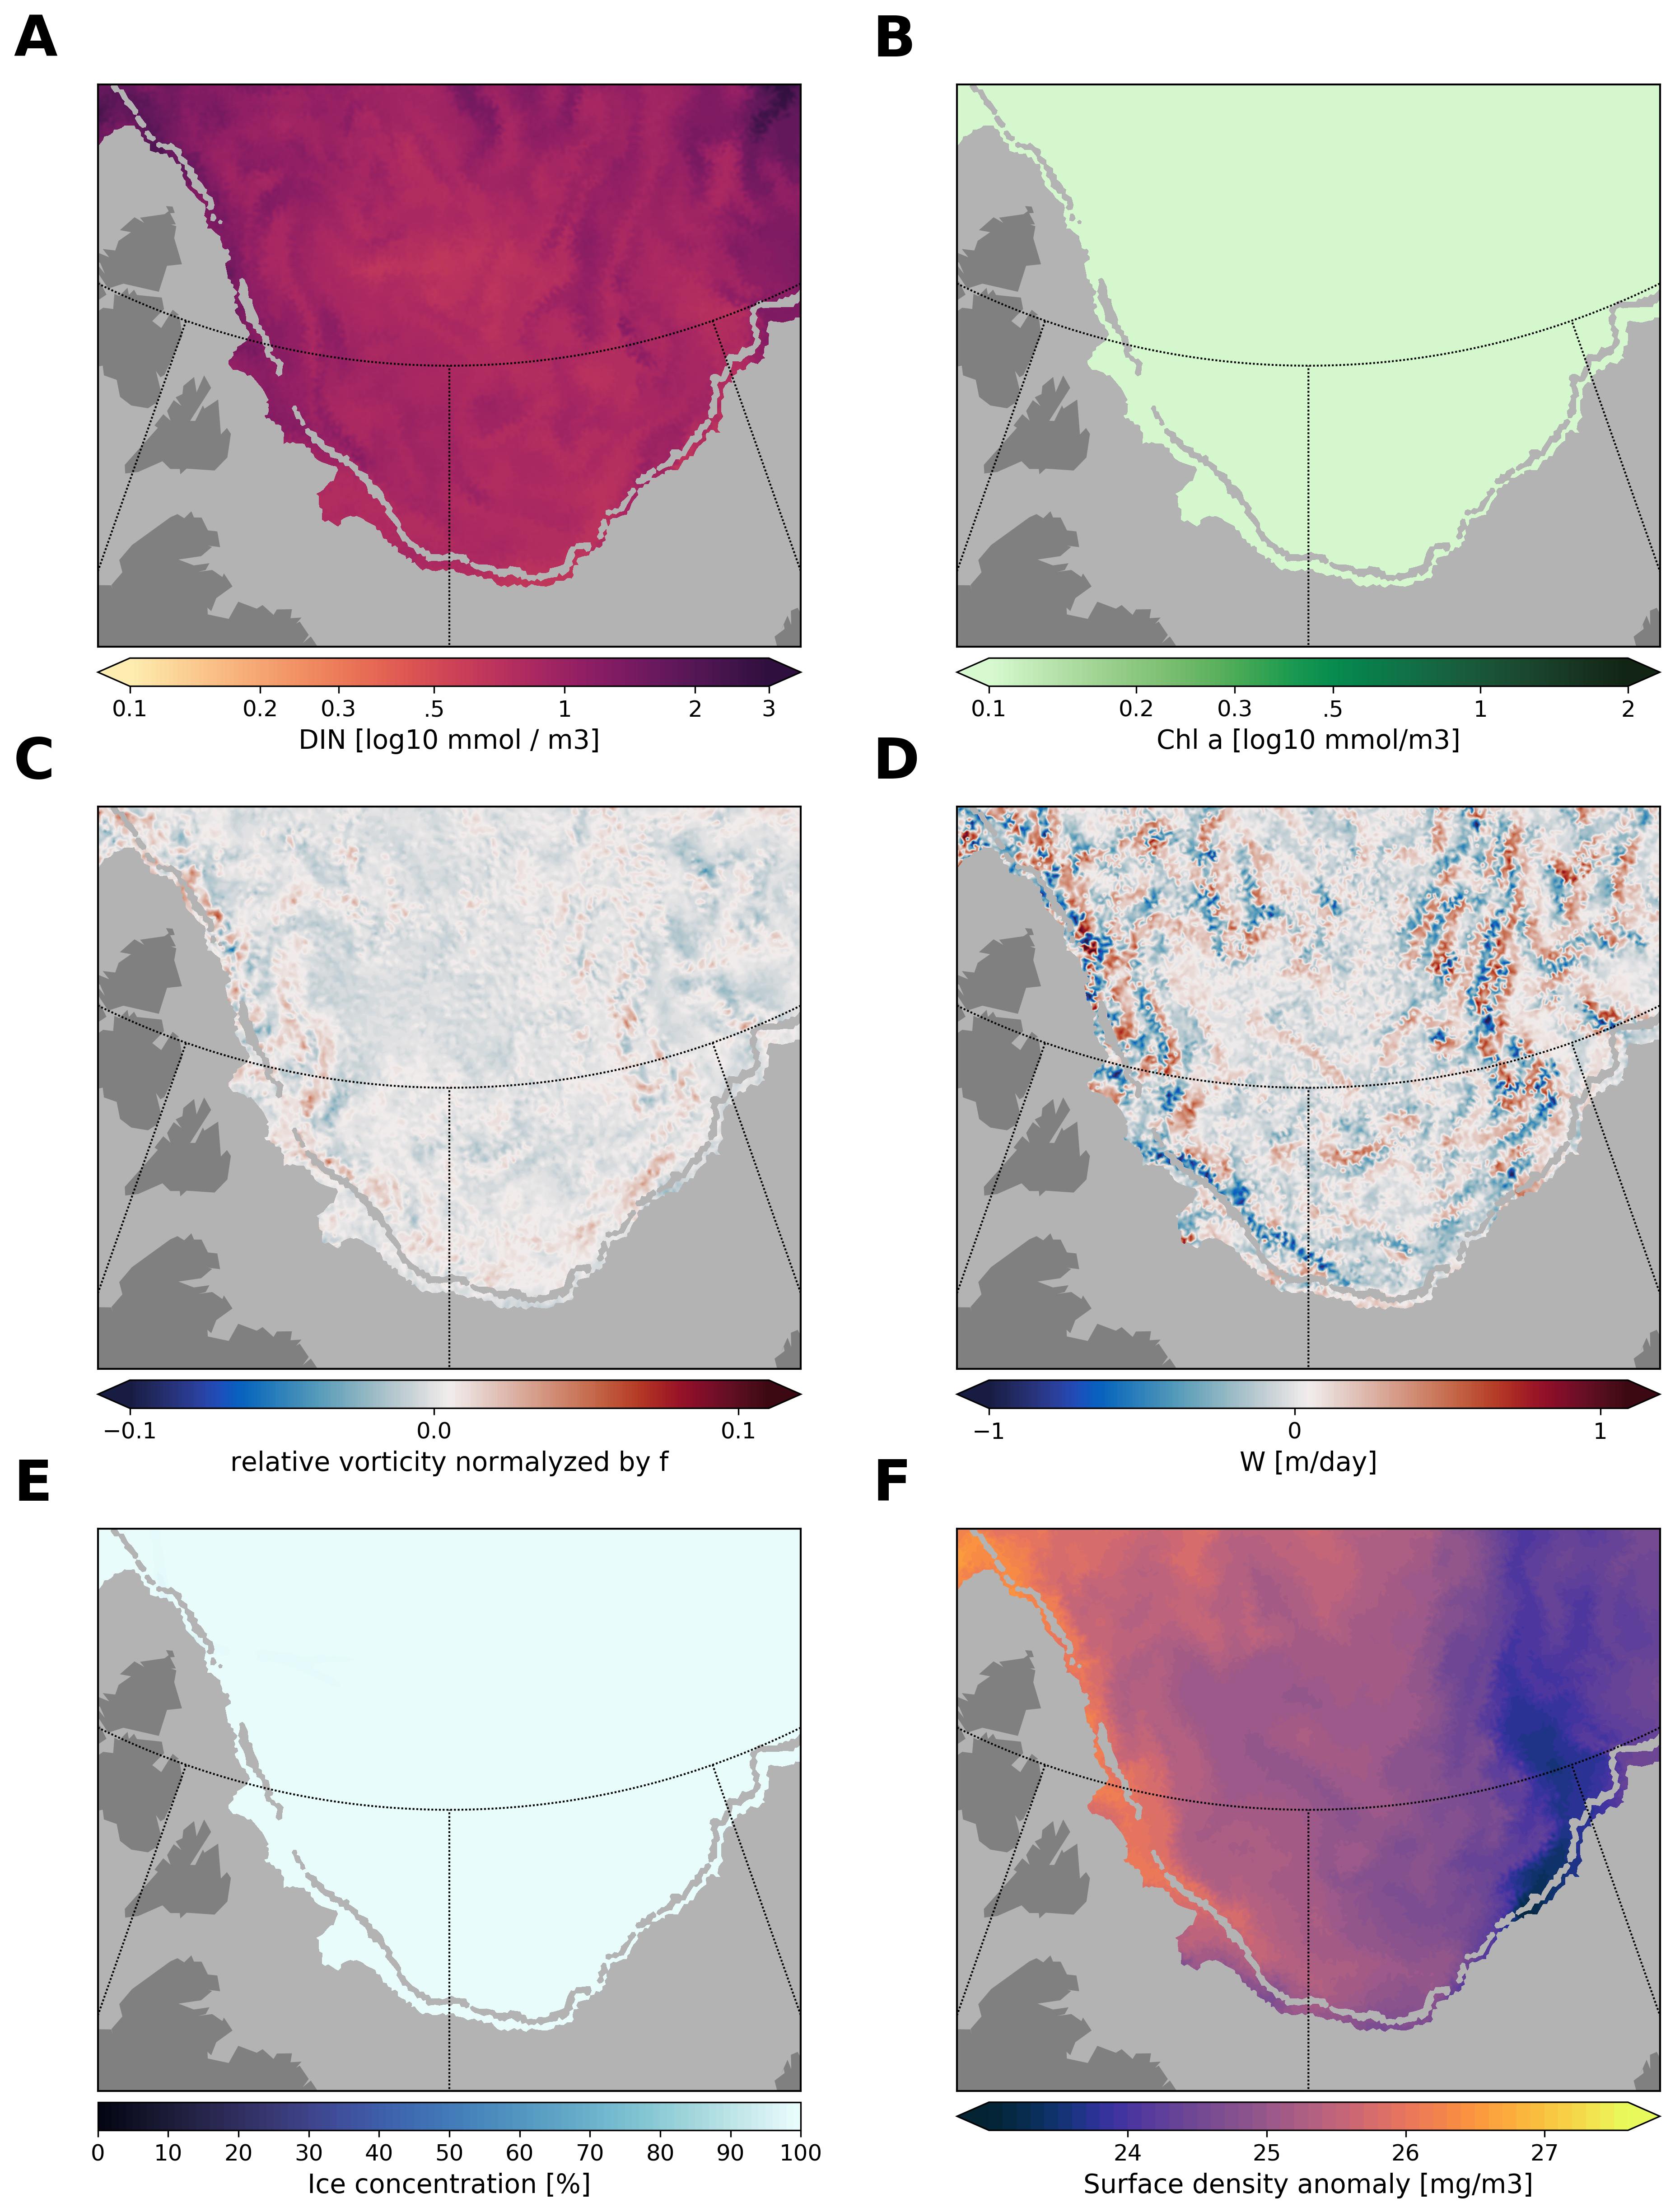 A
B
0.1 0.2 0.3 .5 1 2 3
DIN [log10 mmol / m3]
0.1 0.2 0.3 .5 1 2
Chl a [log10 mmol/m3]
C
D
−0.1 0.0 0.1
relative vorticity normalyzed by f
−1 0 1
W [m/day]
E
F
0 10 20 30 40 50 60 70 80 90 100
Ice concentration [%]
24 25 26 27
Surface density anomaly [mg/m3]